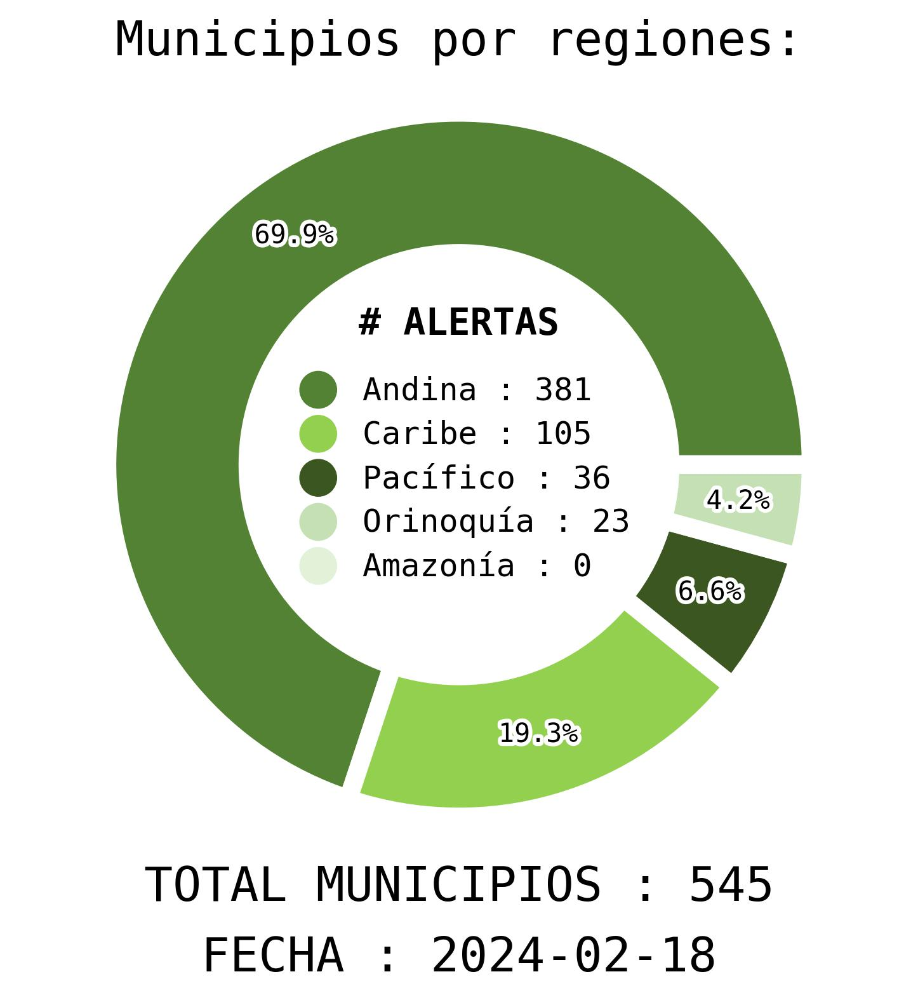 Municipios por regiones:
69.9%
# ALERTAS
Andina : 381
Caribe : 105
Pacífico : 36
Orinoquía : 23
Amazonía : 0
4.2%
6.6%
19.3%
TOTAL MUNICIPIOS : 545
FECHA : 2024-02-18